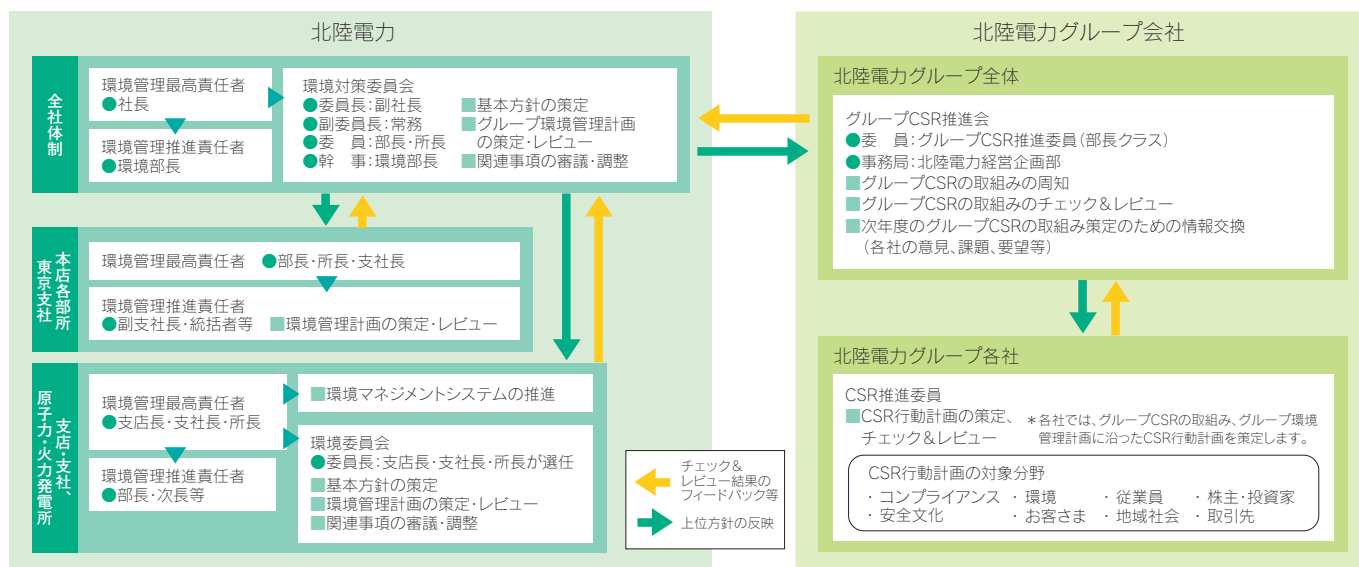 北陸電力
全社体制
環境管理最高責任者
●社長
環境管理推進責任者
●環境部長
環境対策委員会
●委員長：副社長
●副委員長：常務
●委　員：部長・所長
●幹　事：環境部長
■基本方針の策定
■グループ環境管理計画
の策定・レビュー
■関連事項の審議・調整
本店各部所
東京支社
環境管理最高責任者　●部長・所長・支社長
環境管理推進責任者
●副支社長・統括者等　■環境管理計画の策定・レビュー
支店・支社、
原子力・火力発電所
環境管理最高責任者
●支店長・支社長・所長
環境管理推進責任者
●部長・次長等
■環境マネジメントシステムの推進
環境委員会
●委員長：支店長・支社長・所長が選任
■基本方針の策定
■環境管理計画の策定・レビュー
■関連事項の審議・調整
チェック＆
レビュー結果の
フィードバック等
上位方針の反映
北陸電力グループ会社
北陸電力グループ全体
グループCSR推進会
●委　員：グループCSR推進委員（部長クラス）
●事務局：北陸電力経営企画部
■グループCSRの取組みの周知
■グループCSRの取組みのチェック＆レビュー
■次年度のグループCSRの取組み策定のための情報交換
（各社の意見、課題、要望等）
北陸電力グループ各社
CSR推進委員
■CSR行動計画の策定、
チェック＆レビュー
＊各社では、グループCSRの取組み、グループ環境
管理計画に沿ったCSR行動計画を策定します。
CSR行動計画の対象分野
・コンプライアンス　・環境　・従業員　・株主・投資家
・安全文化　・お客さま　・地域社会　・取引先